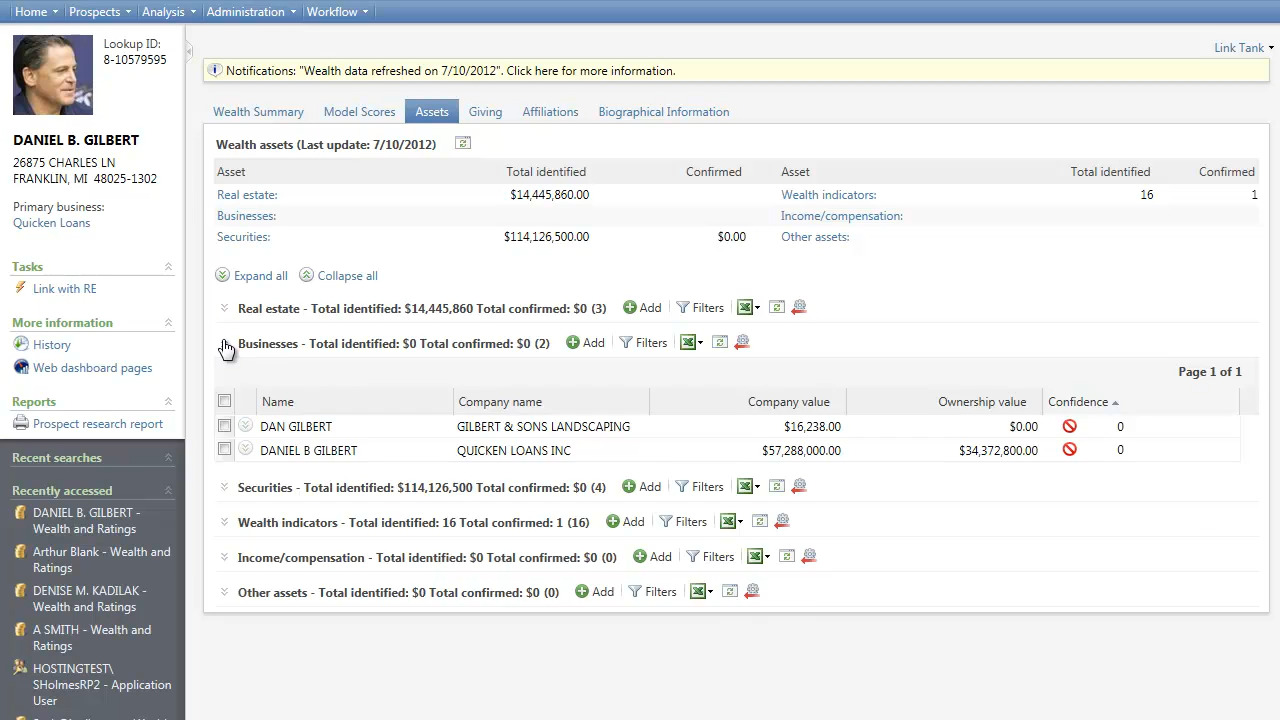 Home Prospects Analysis Administration Workflow
Lookup ID:
8-10579595
DANIEL B. GILBERT
26875 CHARLES LN
FRANKLIN, MI 48025-1302
Primary business:
Quicken Loans
Tasks
Link with RE
More information
History
Web dashboard pages
Reports
Prospect research report
Recent searches
Recently accessed
DANIEL B. GILBERT -
Wealth and Ratings
Arthur Blank - Wealth and
Ratings
DENISE M. KADILAK -
Wealth and Ratings
A SMITH - Wealth and
Ratings
HOSTINGTEST\
SHolmesRP2 - Application
User
Link Tank
Notifications: "Wealth data refreshed on 7/10/2012". Click here for more information.
Wealth Summary Model Scores Assets Giving Affiliations Biographical Information
Wealth assets (Last update: 7/10/2012)
Asset Total identified Confirmed Asset Total identified Confirmed
Real estate: $14,445,860.00 Wealth indicators: 16 1
Businesses: Income/compensation:
Securities: $114,126,500.00 $0.00 Other assets:
Expand all Collapse all
Real estate - Total identified: $14,445,860 Total confirmed: $0 (3) Add Filters
Businesses - Total identified: $0 Total confirmed: $0 (2) Add Filters
Page 1 of 1
Name Company name Company value Ownership value Confidence
DAN GILBERT GILBERT & SONS LANDSCAPING $16,238.00 $0.00 0
DANIEL B GILBERT QUICKEN LOANS INC $57,288,000.00 $34,372,800.00 0
Securities - Total identified: $114,126,500 Total confirmed: $0 (4) Add Filters
Wealth indicators - Total identified: 16 Total confirmed: 1 (16) Add Filters
Income/compensation - Total identified: $0 Total confirmed: $0 (0) Add Filters
Other assets - Total identified: $0 Total confirmed: $0 (0) Add Filters